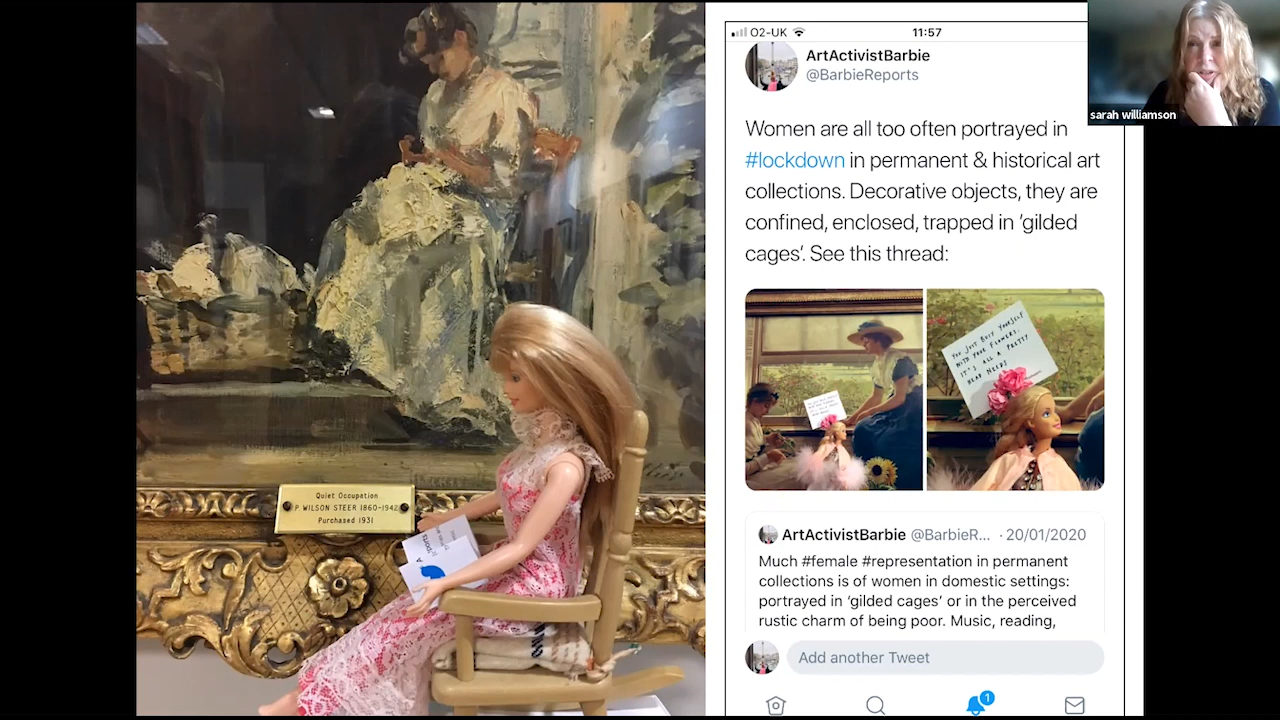 Quiet Occupation
P WILSON STEER 1860-1942
Purchased 1931
O2-UK
11:57
ArtActivistBarbie
@BarbieReports
Women are all too often portrayed in
#lockdown in permanent & historical art
collections. Decorative objects, they are
confined, enclosed, trapped in ‘gilded
cages’. See this thread:
YOU JUST BUSY YOURSELF
WITH YOUR FLOWERS.
IT'S ALL A PRETTY
HEAD NEEDS
ArtActivistBarbie @BarbieR... · 20/01/2020
Much #female #representation in permanent
collections is of women in domestic settings:
portrayed in ‘gilded cages’ or in the perceived
rustic charm of being poor. Music, reading,
Add another Tweet
1
sarah williamson